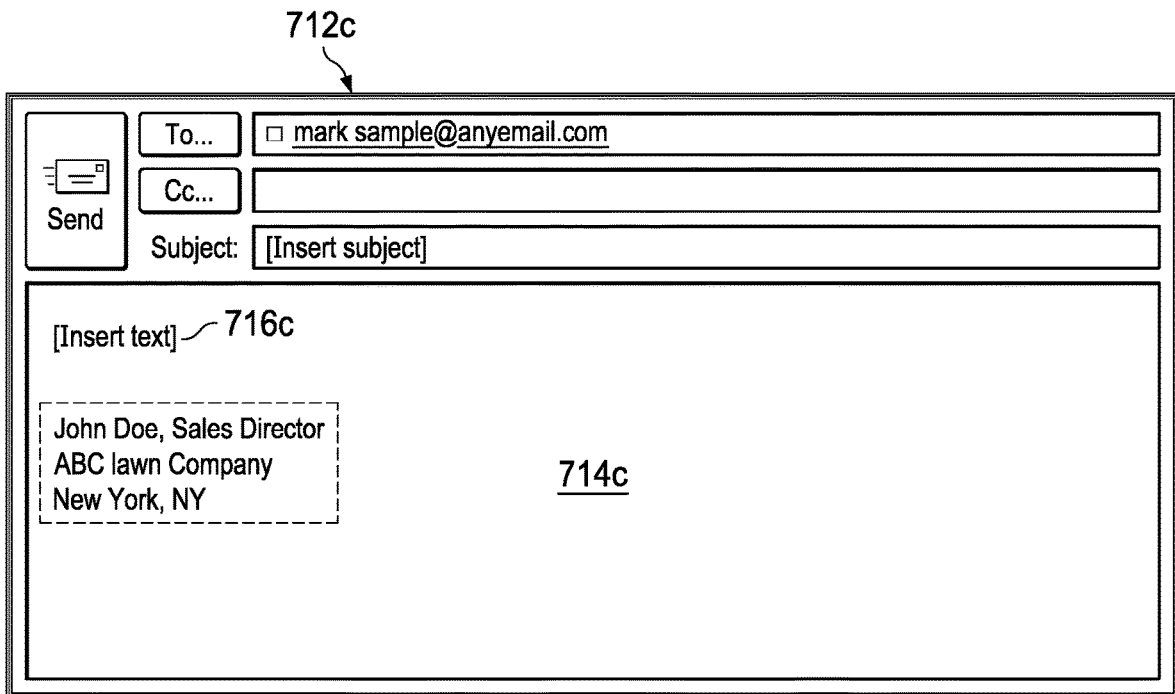 712c
To... □ mark sample@anyemail.com
Send
Cc...
Subject: [Insert subject]
[Insert text] 716c
John Doe, Sales Director
ABC lawn Company
New York, NY
714c